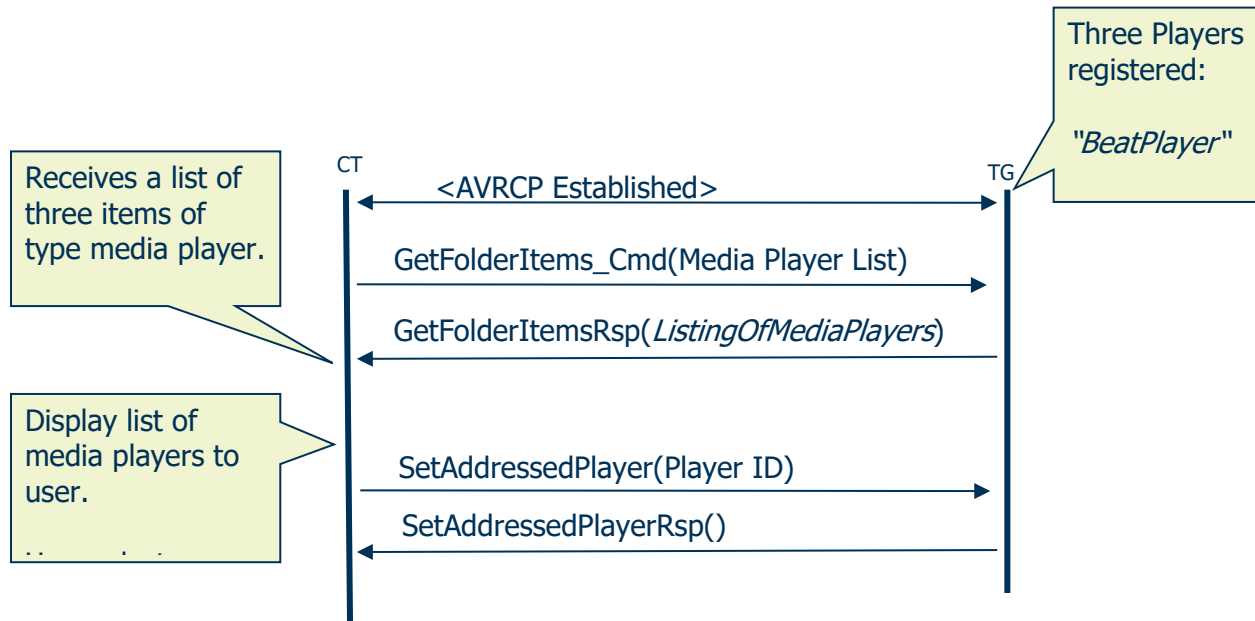 Three Players
registered:
"BeatPlayer"
CT
TG
Receives a list of
three items of
type media player.
<AVRCP Established>
GetFolderItems_Cmd(Media Player List)
GetFolderItemsRsp(ListingOfMediaPlayers)
Display list of
media players to
user.
SetAddressedPlayer(Player ID)
SetAddressedPlayerRsp()